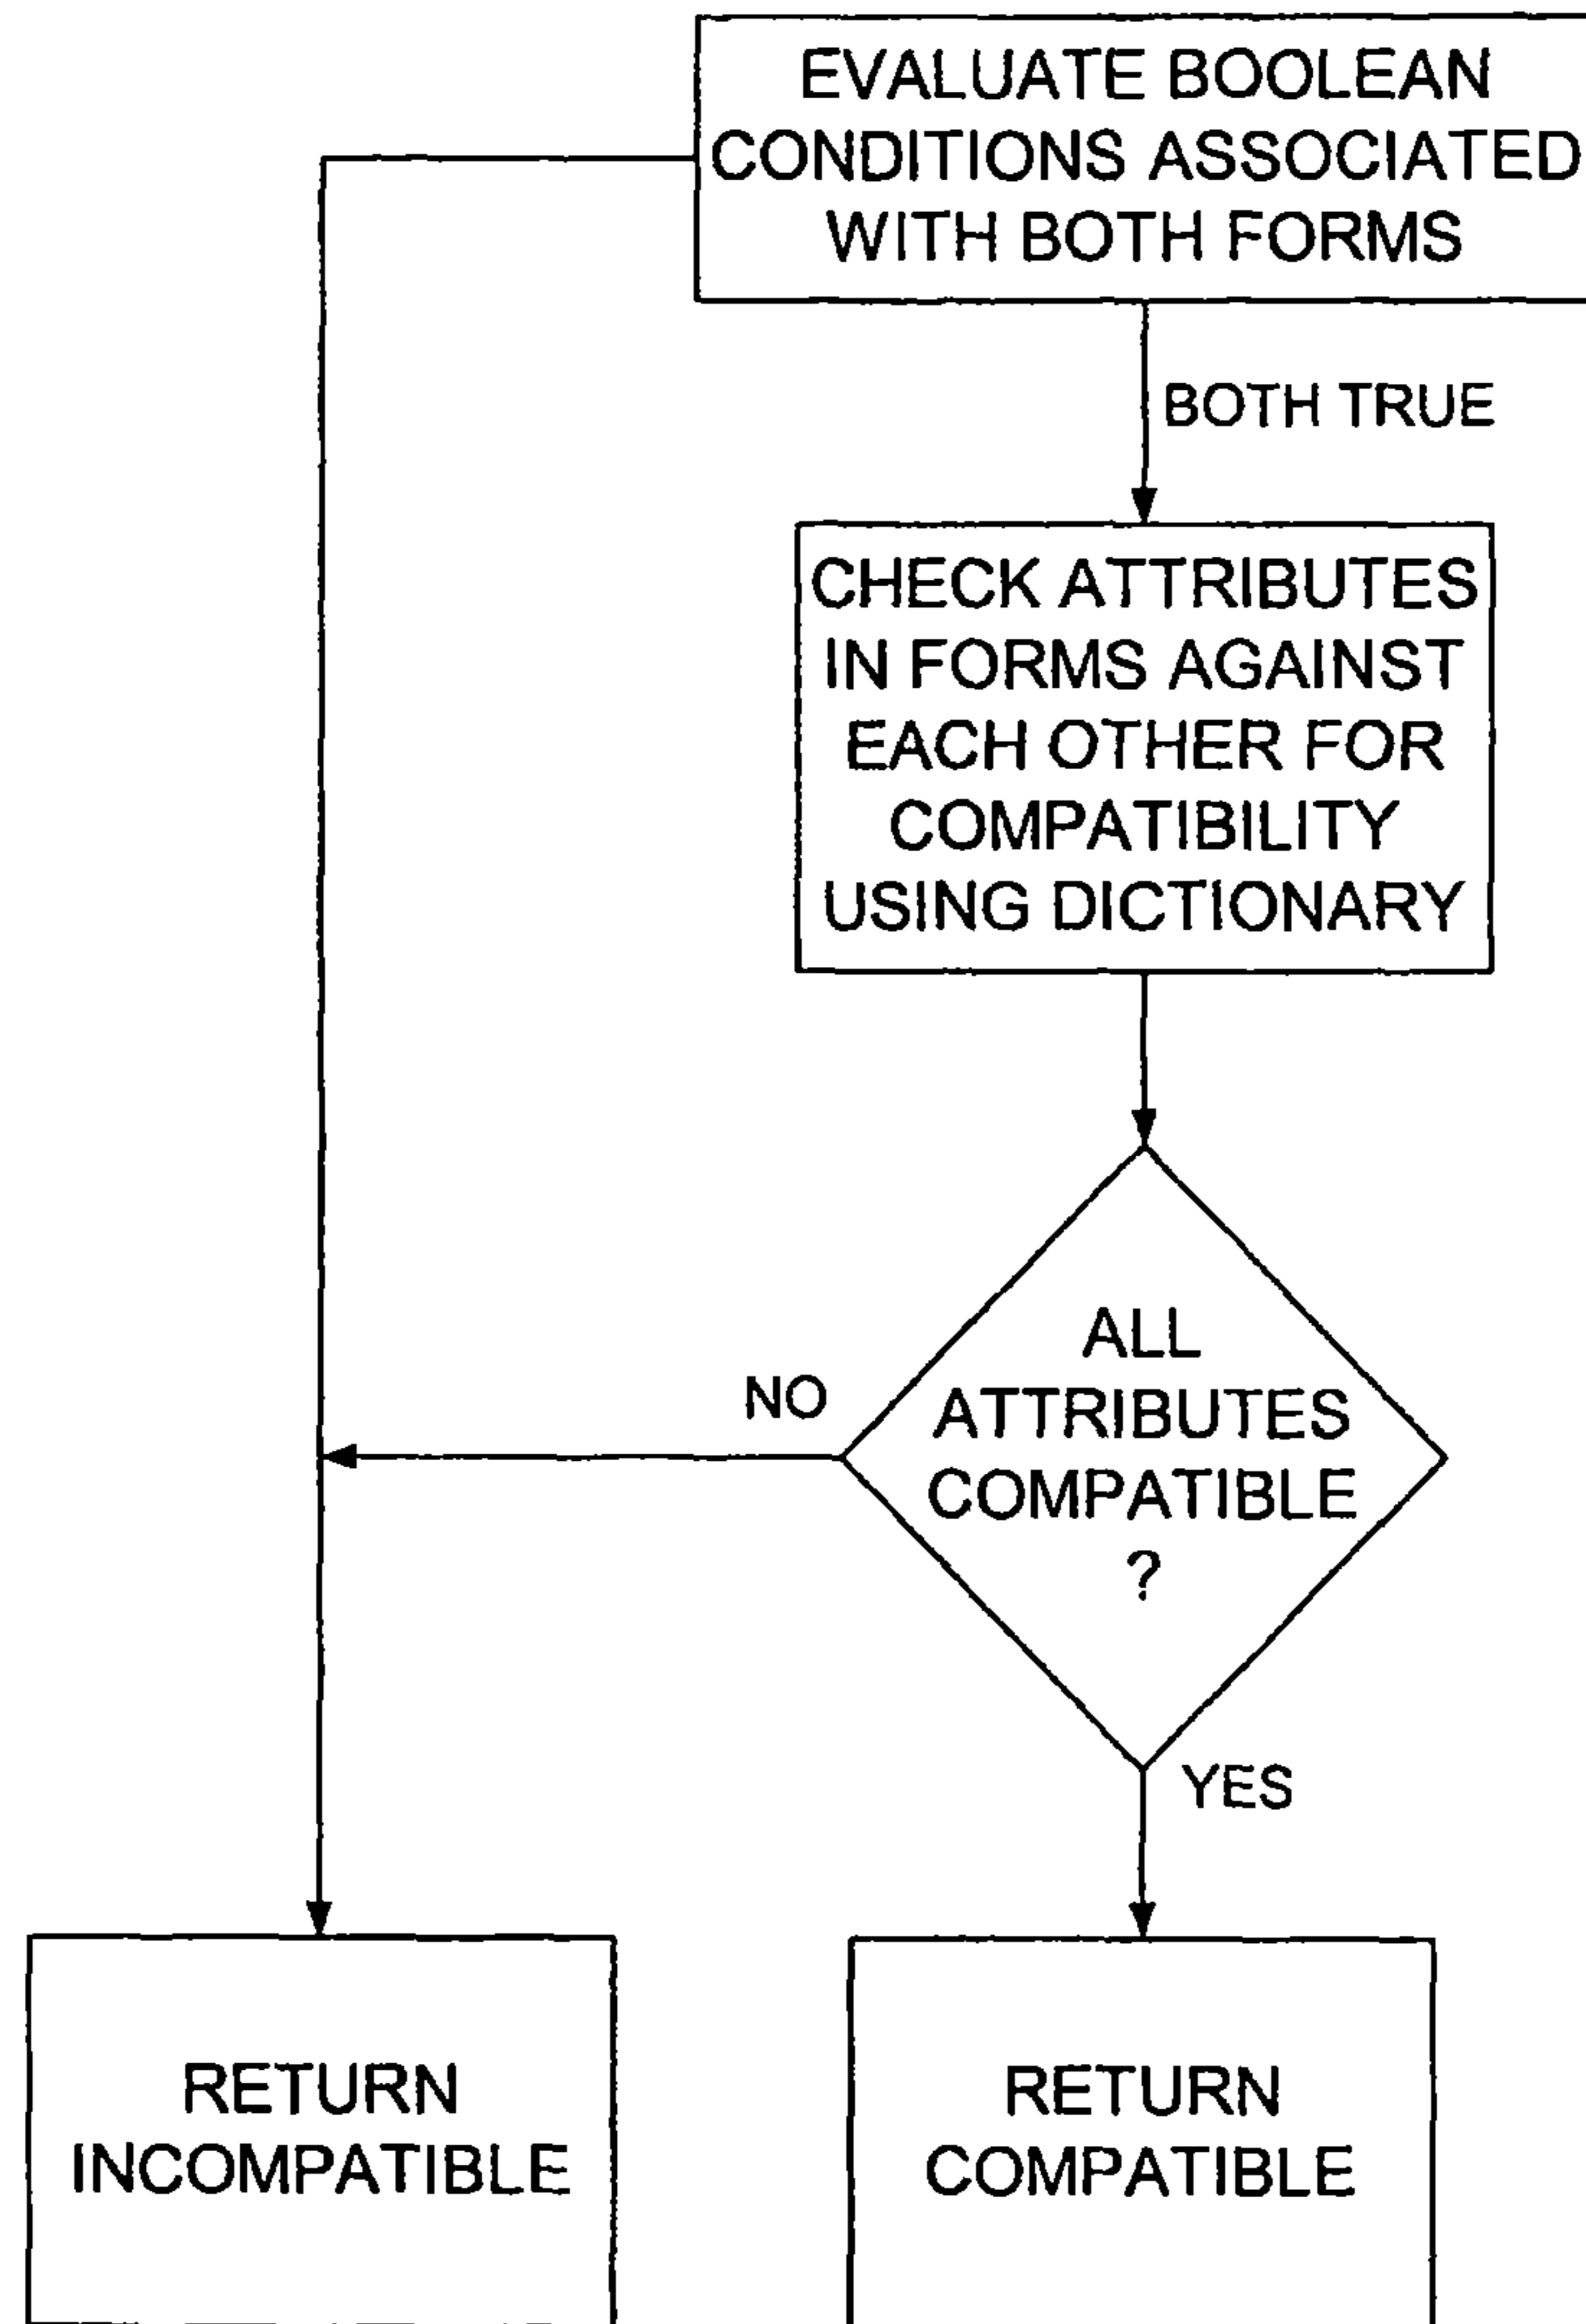 EVALUATE BOOLEAN
CONDITIONS ASSOCIATED
WITH BOTH FORMS
BOTH TRUE
CHECK ATTRIBUTES
IN FORMS AGAINST
EACH OTHER FOR
COMPATIBILITY
USING DICTIONARY
ALL
ATTRIBUTES
COMPATIBLE
?
NO
YES
RETURN
INCOMPATIBLE
RETURN
COMPATIBLE